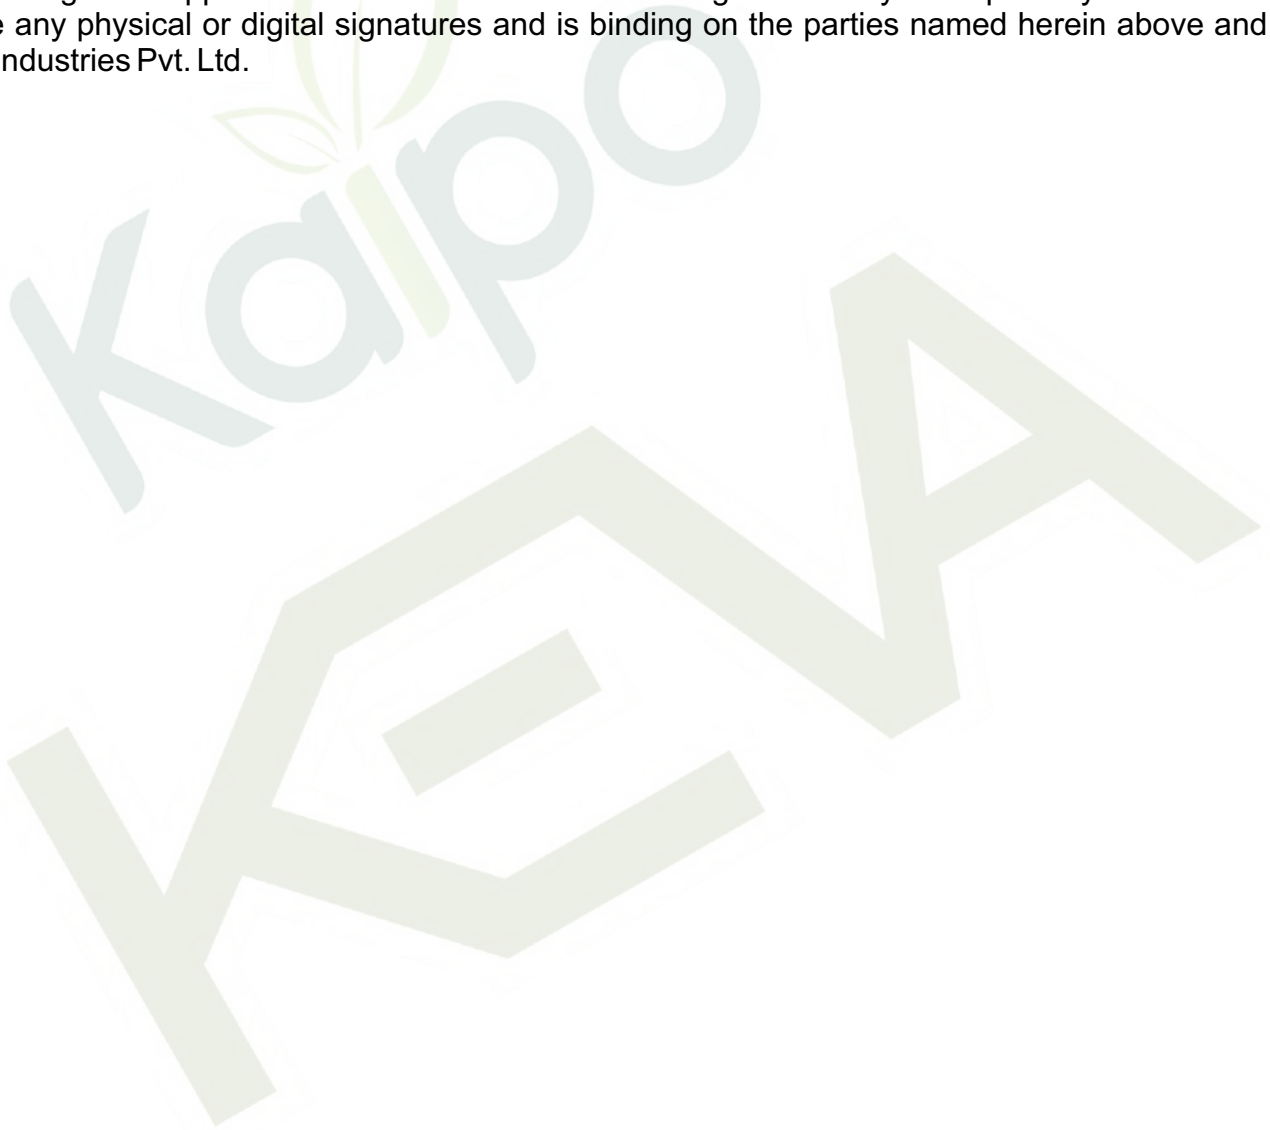 any physical or digital signatures and is binding on the parties named herein above and
ndustries Pvt. Ltd.
Kaipo
KEVA